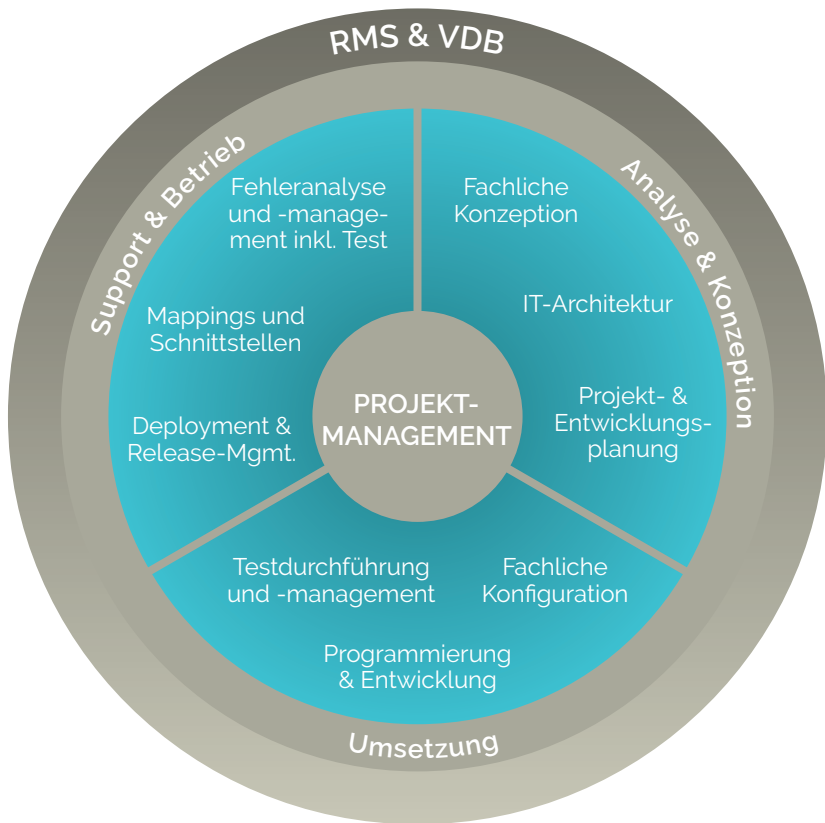 RMS & VDB
Support & Betrieb
Analyse & Konzeption
Fehleranalyse
und -manage-
ment inkl. Test
Fachliche
Konzeption
Mappings und
Schnittstellen
IT-Architektur
Deployment &
Release-Mgmt.
PROJEKT-
MANAGEMENT
Projekt- &
Entwicklungs-
planung
Testdurchführung
und -management
Fachliche
Konfiguration
Programmierung
& Entwicklung
Umsetzung